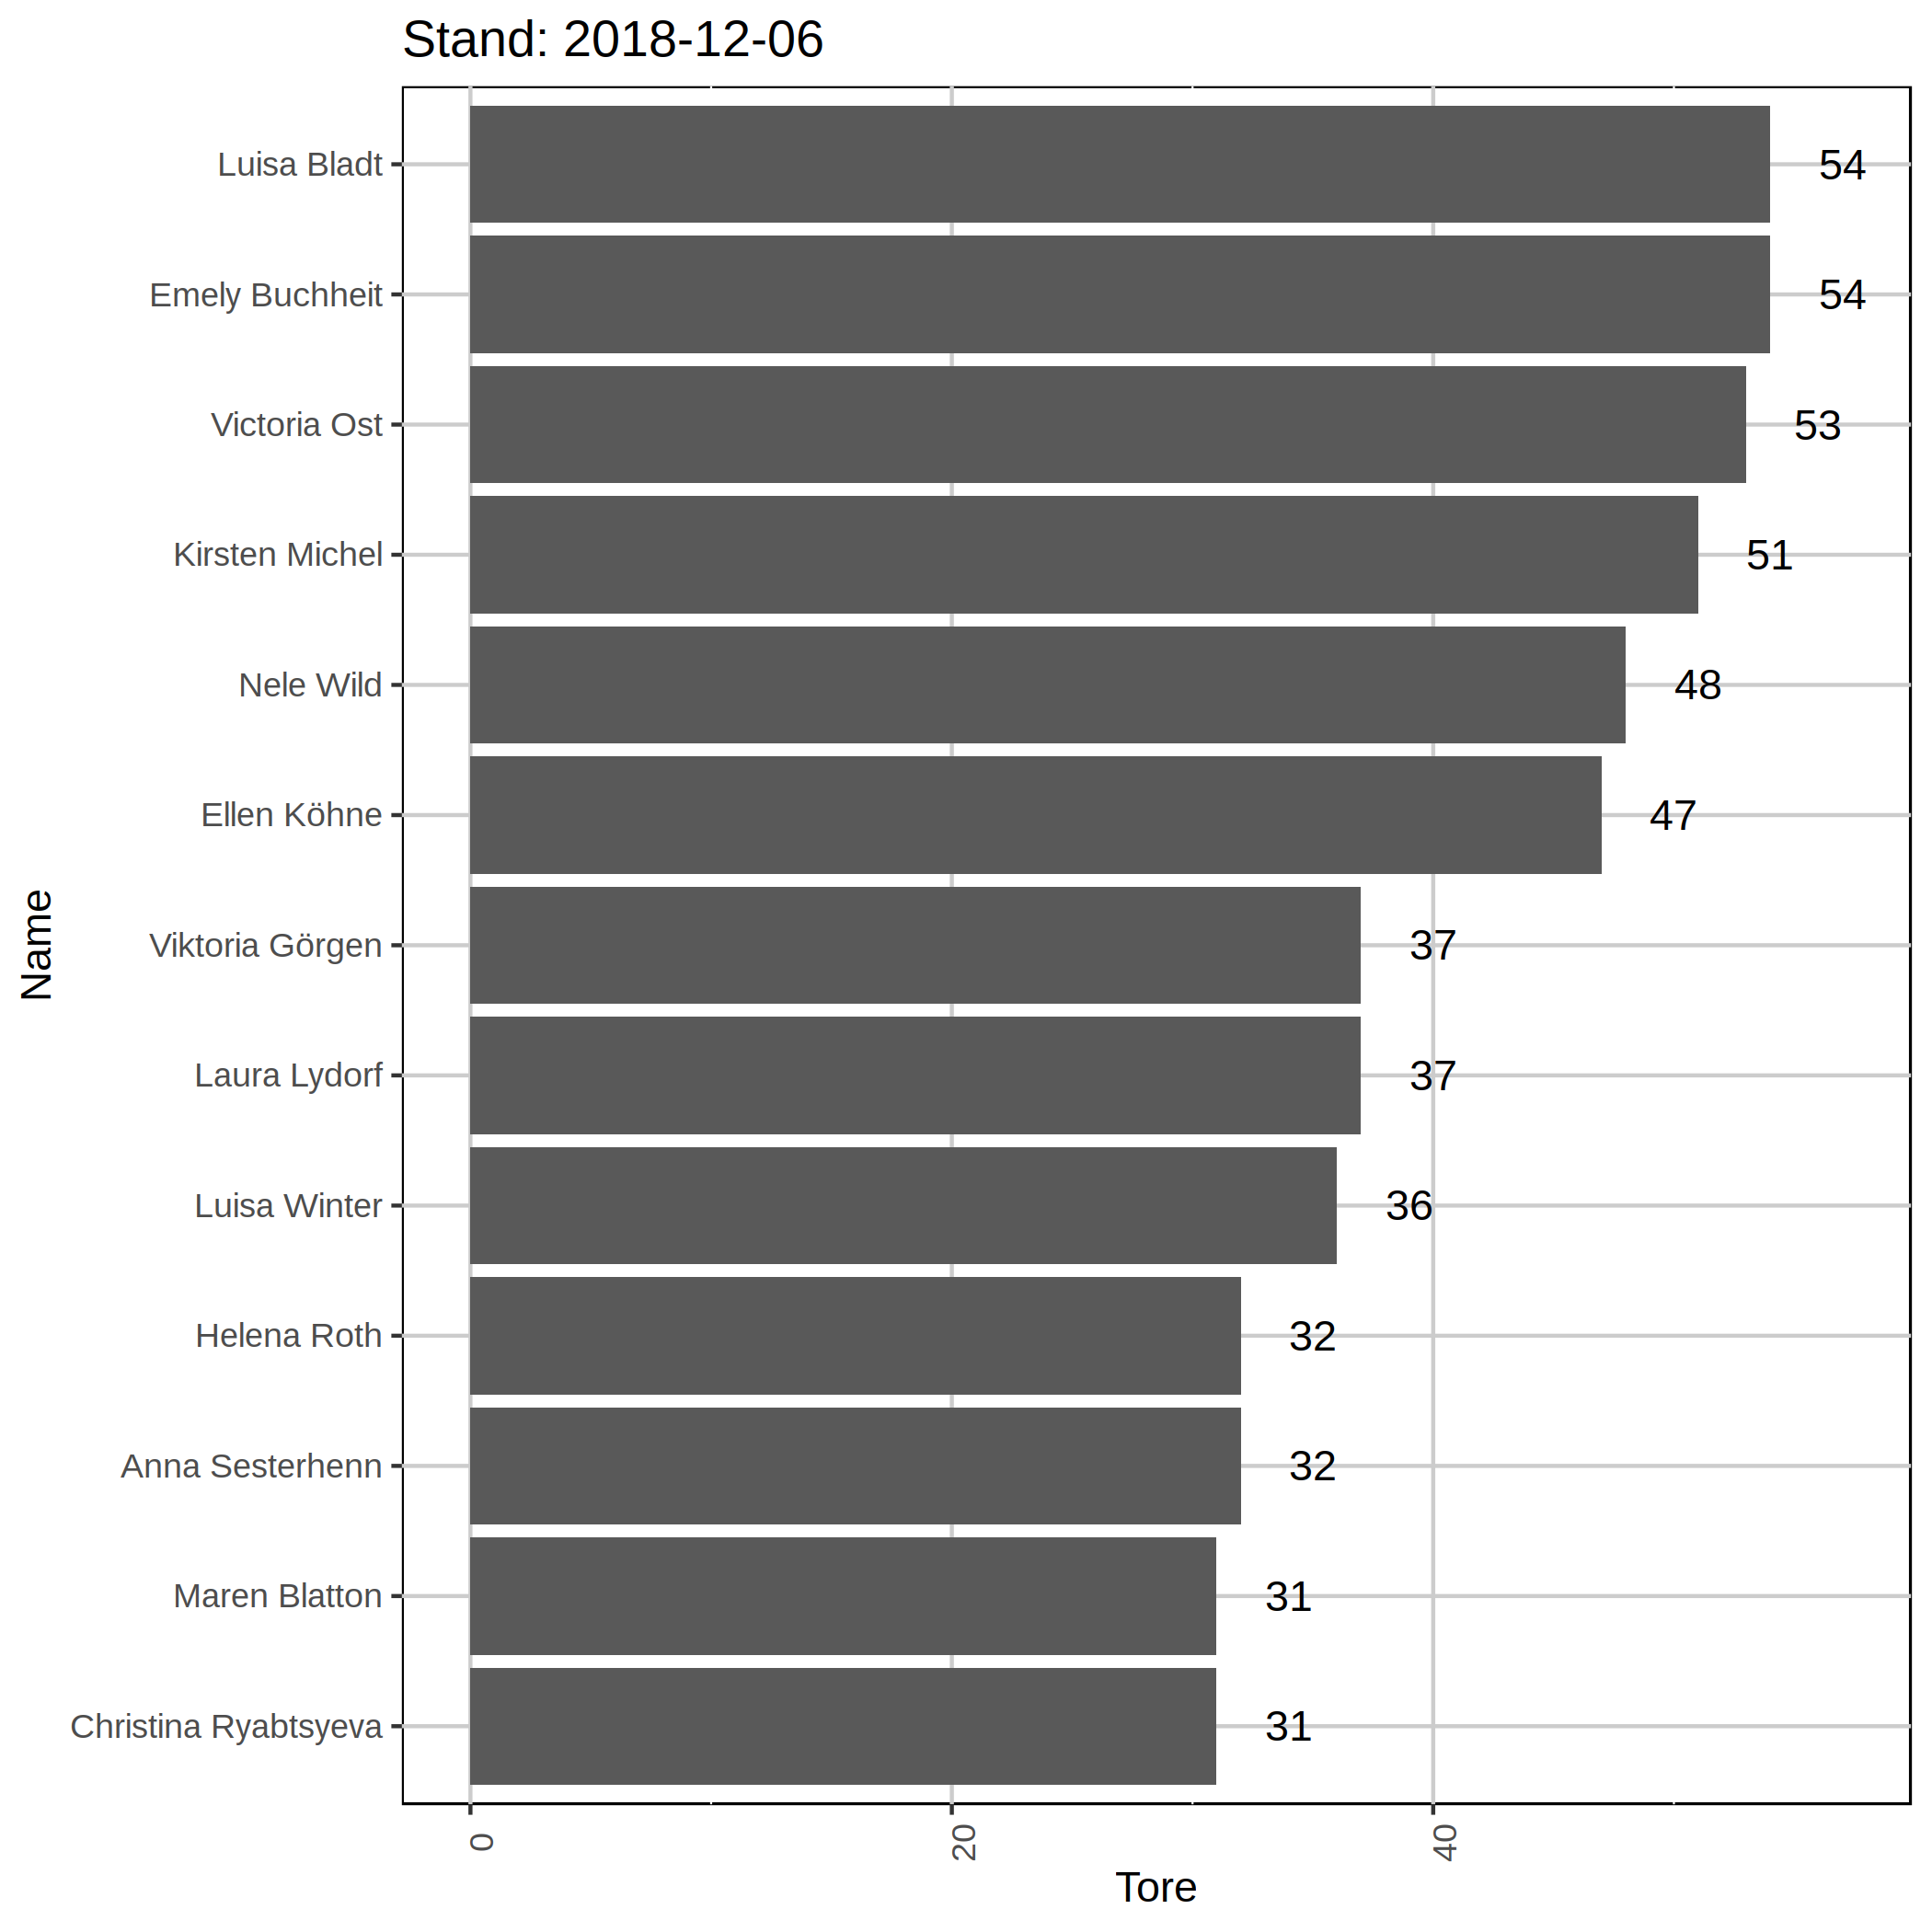 Stand: 2018-12-06
Luisa Bladt 54
Emely Buchheit 54
Victoria Ost 53
Kirsten Michel 51
Nele Wild 48
Ellen Köhne 47
Viktoria Görgen 37
Laura Lydorf 37
Luisa Winter 36
Helena Roth 32
Anna Sesterhenn 32
Maren Blatton 31
Christina Ryabtsyeva 31
Name
0 20 40
Tore